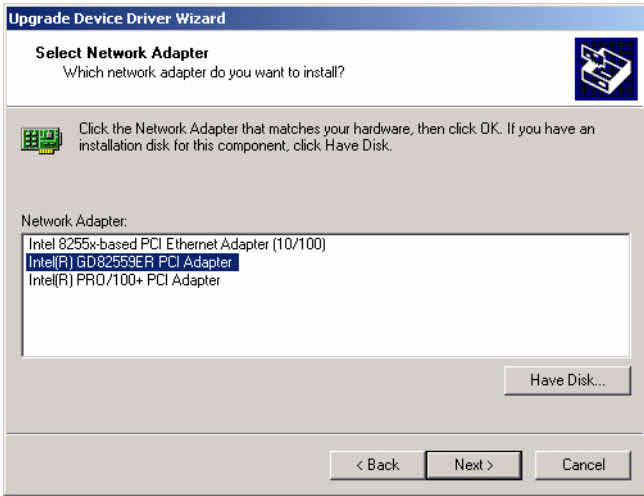 Upgrade Device Driver Wizard
Select Network Adapter
Which network adapter do you want to install?
Click the Network Adapter that matches your hardware, then click OK. If you have an
installation disk for this component, click Have Disk.
Network Adapter:
Intel 8255x-based PCI Ethernet Adapter (10/100)
Intel(R) GD82559ER PCI Adapter
Intel(R) PRO/100+ PCI Adapter
Have Disk...
< Back Next > Cancel